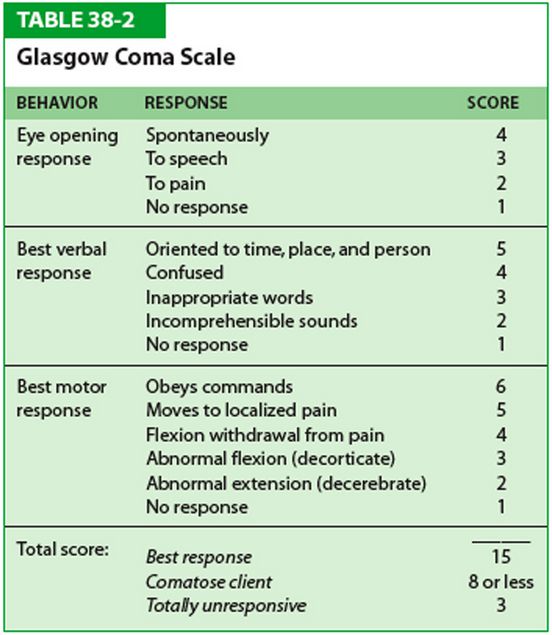 TABLE 38-2
Glasgow Coma Scale
BEHAVIOR RESPONSE SCORE
Eye opening Spontaneously 4
response To speech 3
To pain 2
No response 1
Best verbal Oriented to time, place, and person 5
response Confused 4
Inappropriate words 3
Incomprehensible sounds 2
No response 1
Best motor Obeys commands 6
response Moves to localized pain 5
Flexion withdrawal from pain 4
Abnormal flexion (decorticate) 3
Abnormal extension (decerebrate) 2
No response 1
Total score: Best response 15
Comatose client 8 or less
Totally unresponsive 3